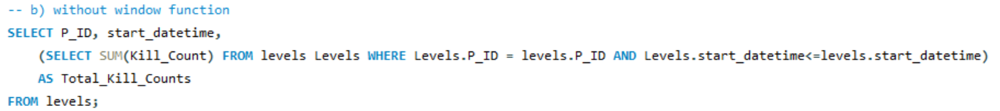 -- b) without window function
SELECT P_ID, start_datetime,
(SELECT SUM(Kill_Count) FROM levels Levels WHERE Levels.P_ID = levels.P_ID AND Levels.start_datetime<=levels.start_datetime)
AS Total_Kill_Counts
FROM levels;